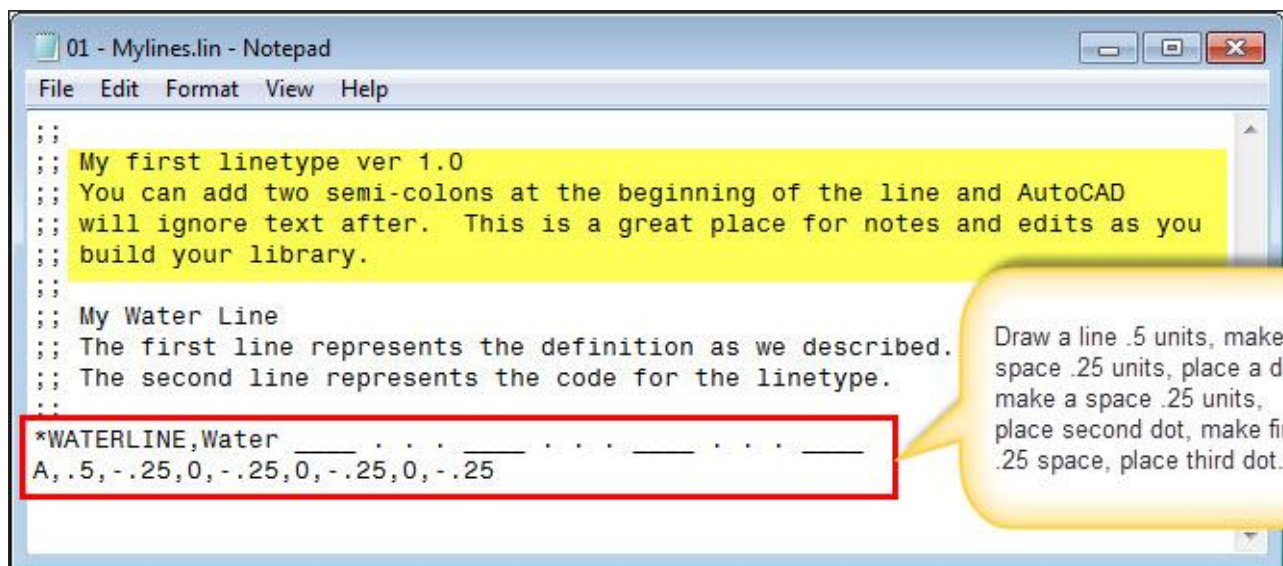 01 - Mylines.lin - Notepad
File Edit Format View Help
;;
;; My first linetype ver 1.0
;; You can add two semi-colons at the beginning of the line and AutoCAD
;; will ignore text after.  This is a great place for notes and edits as you
;; build your library.
;;
;; My Water Line
;; The first line represents the definition as we described.
;; The second line represents the code for the linetype.
;;
*WATERLINE,Water ____ . . . ____ . . . ____ . . . ____
A,.5,-.25,0,-.25,0,-.25,0,-.25
Draw a line .5 units, make
space .25 units, place a
make a space .25 units,
place second dot, make
.25 space, place third dot.